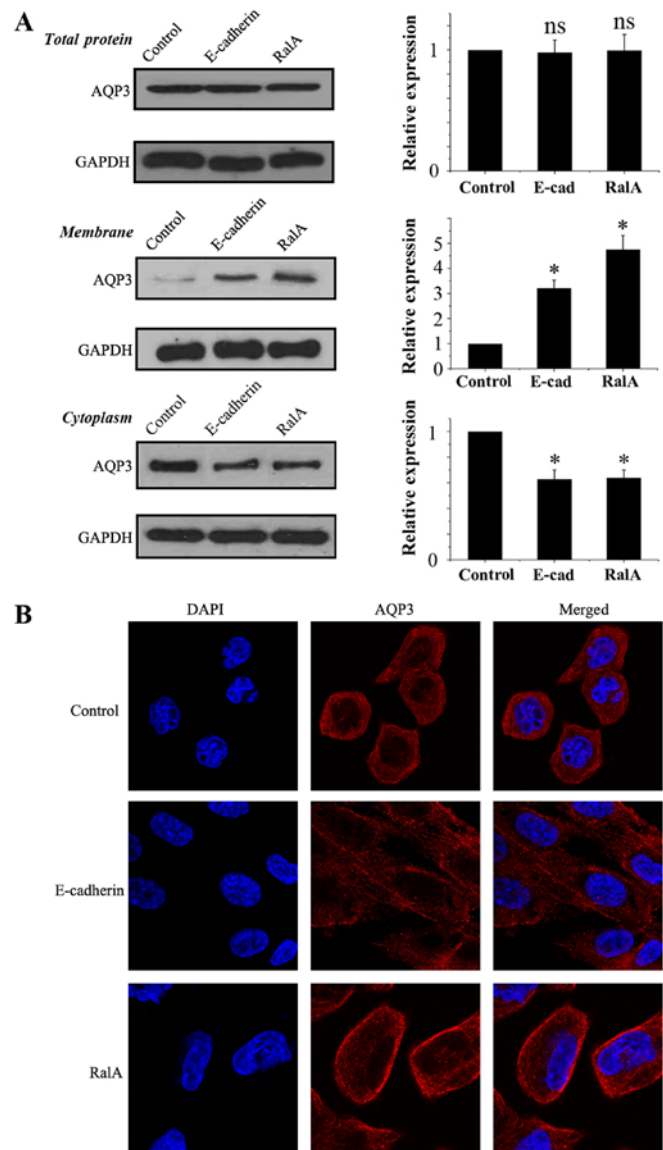 A
Total protein
Control
E-cadherin
RalA
AQP3
GAPDH
Relative expression
1
0
ns
ns
Control E-cad RalA
Membrane
Control
E-cadherin
RalA
AQP3
GAPDH
Relative expression
5
4
3
2
1
0
*
*
Control E-cad RalA
Cytoplasm
Control
E-cadherin
RalA
AQP3
GAPDH
Relative expression
1
0
*
*
Control E-cad RalA
B
DAPI AQP3 Merged
Control
E-cadherin
RalA